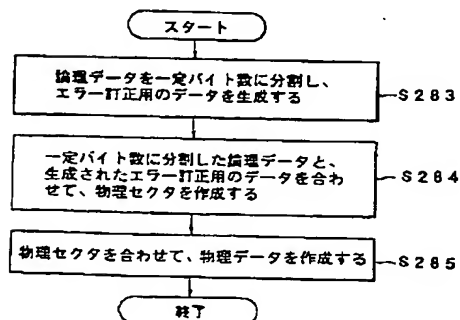 スタート
論理データを一定バイト数に分割し、
エラー訂正用のデータを生成する
S283
一定バイト数に分割した論理データと、
生成されたエラー訂正用のデータを合わ
せて、物理セクタを作成する
S284
物理セクタを合わせて、物理データを作成する
S285
終了